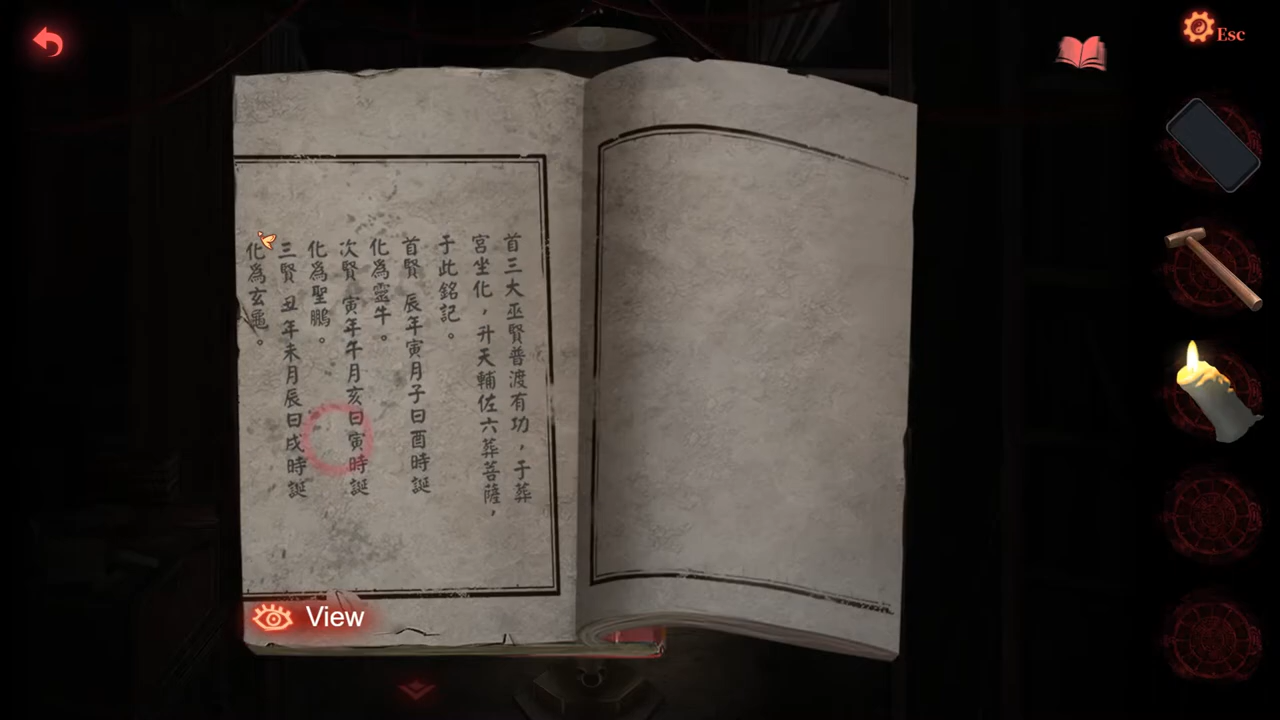 首三大巫賢普渡有功，于葬
宮坐化，升天輔佐六葬菩薩，
于此銘記。
首賢 辰年寅月子日酉時誕
化為靈牛。
次賢 寅年午月亥日寅時誕
化為聖鵬。
三賢 丑年未月辰日戌時誕
化為玄龜。
View
Esc